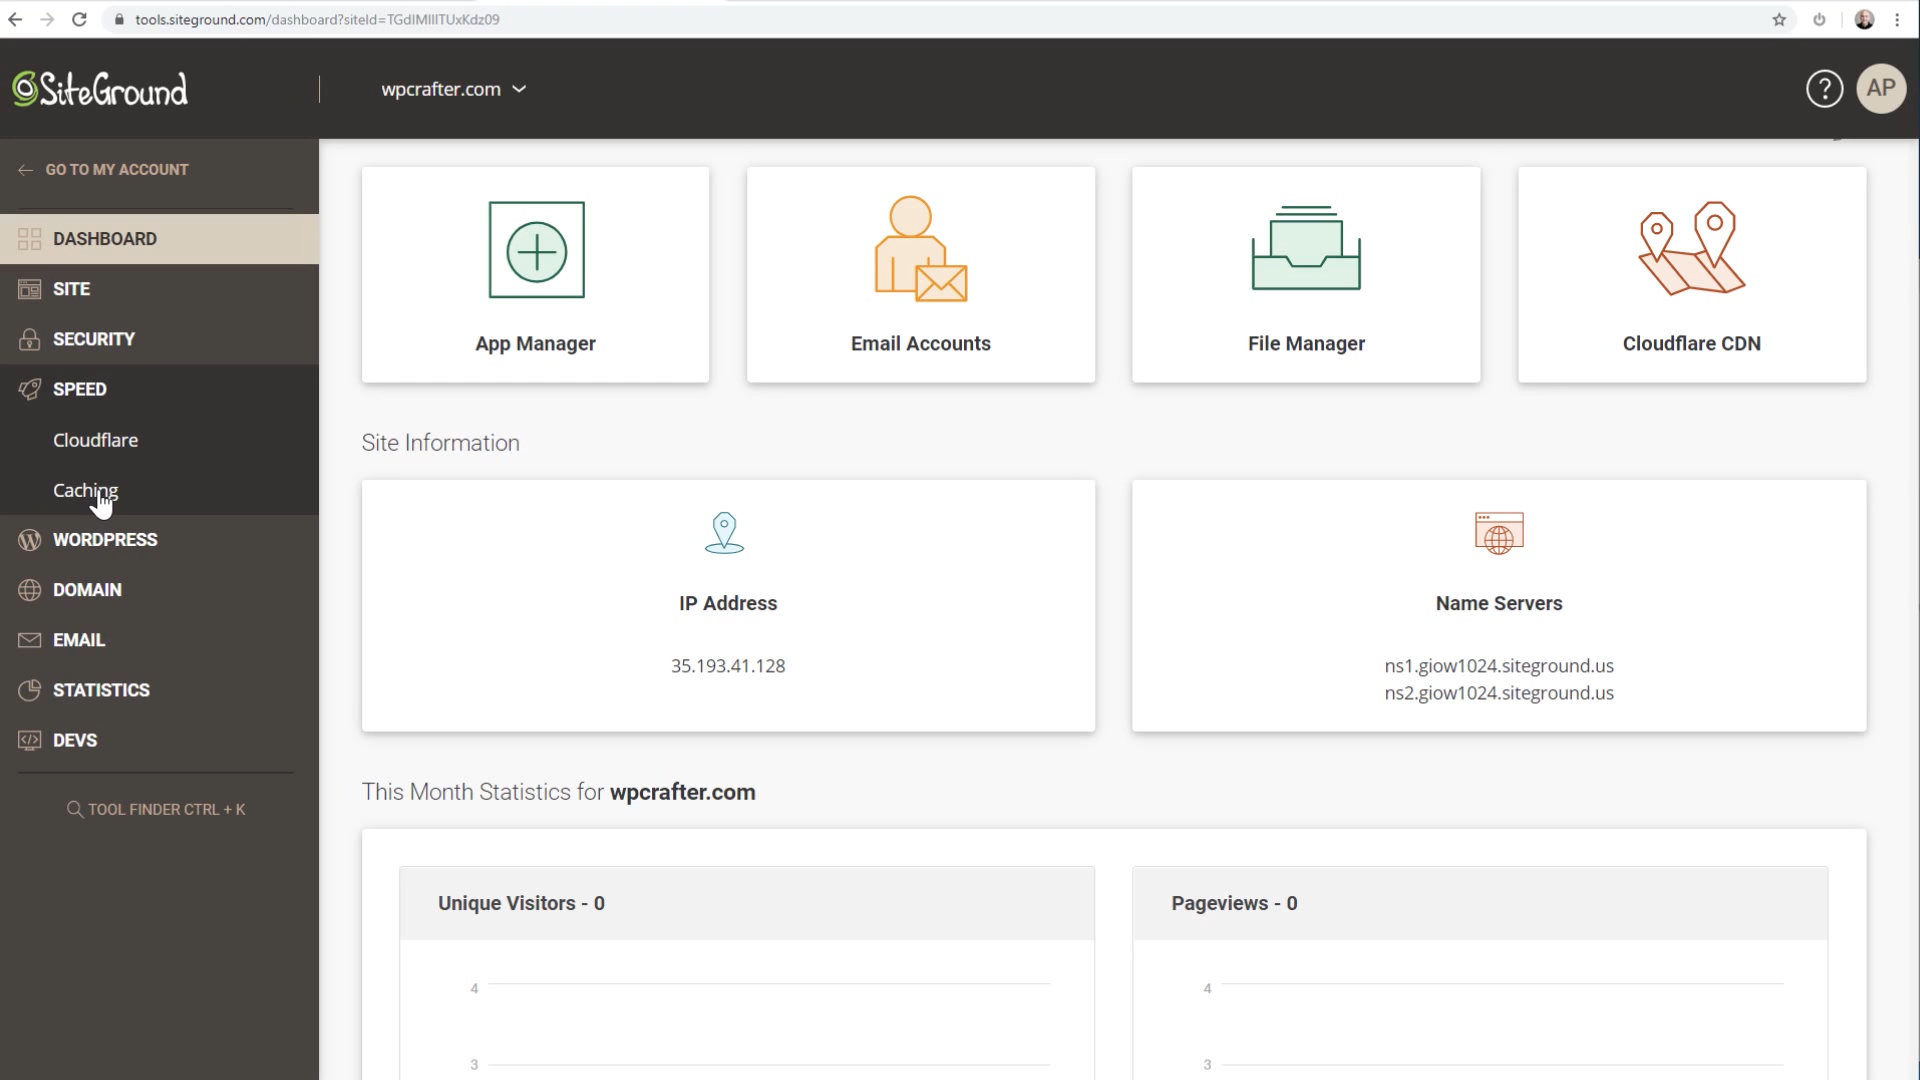 tools.siteground.com/dashboard?siteId=TGdIMIIITUxKdz09
SiteGround
wpcrafter.com
?
AP
GO TO MY ACCOUNT
DASHBOARD
SITE
SECURITY
SPEED
Cloudflare
Caching
WORDPRESS
DOMAIN
EMAIL
STATISTICS
DEVS
TOOL FINDER CTRL + K
App Manager
Email Accounts
File Manager
Cloudflare CDN
Site Information
IP Address
35.193.41.128
Name Servers
ns1.giow1024.siteground.us
ns2.giow1024.siteground.us
This Month Statistics for wpcrafter.com
Unique Visitors - 0
4
3
Pageviews - 0
4
3